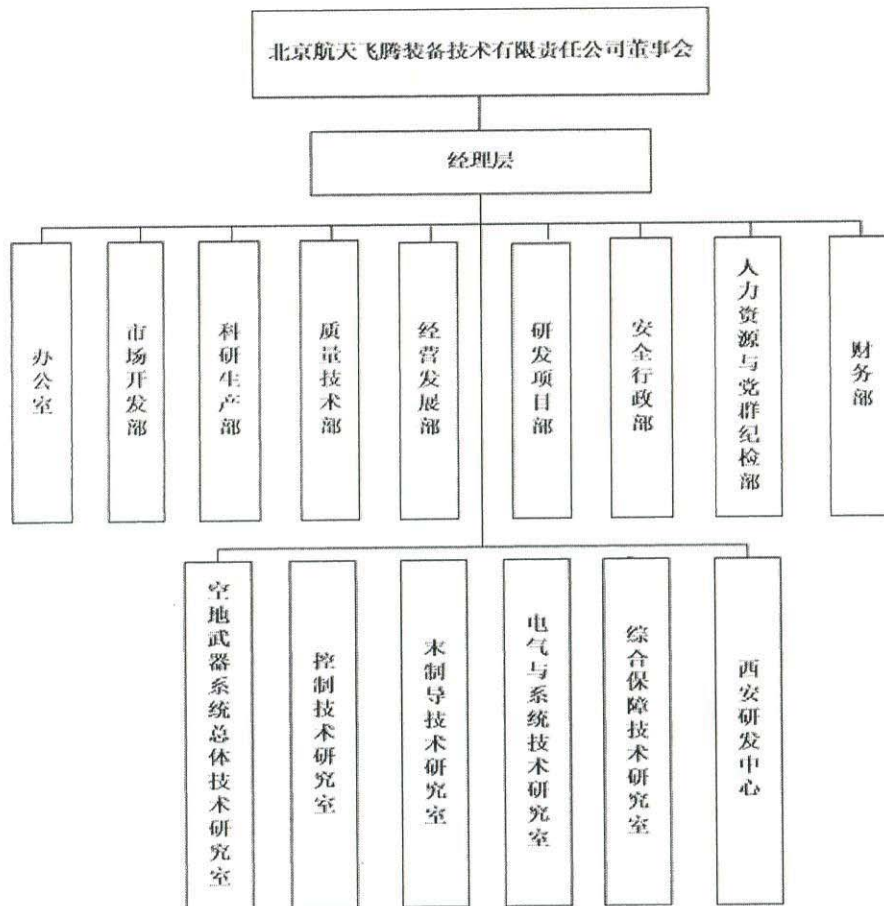 北京航天飞腾装备技术有限责任公司董事会
经理层
办公室
市场开发部
科研生产部
质量技术部
经营发展部
研发项目部
安全行政部
人力资源与党群纪检部
财务部
空地武器系统总体技术研究室
控制技术研究室
末制导技术研究室
电气与系统技术研究室
综合保障技术研究室
西安研发中心